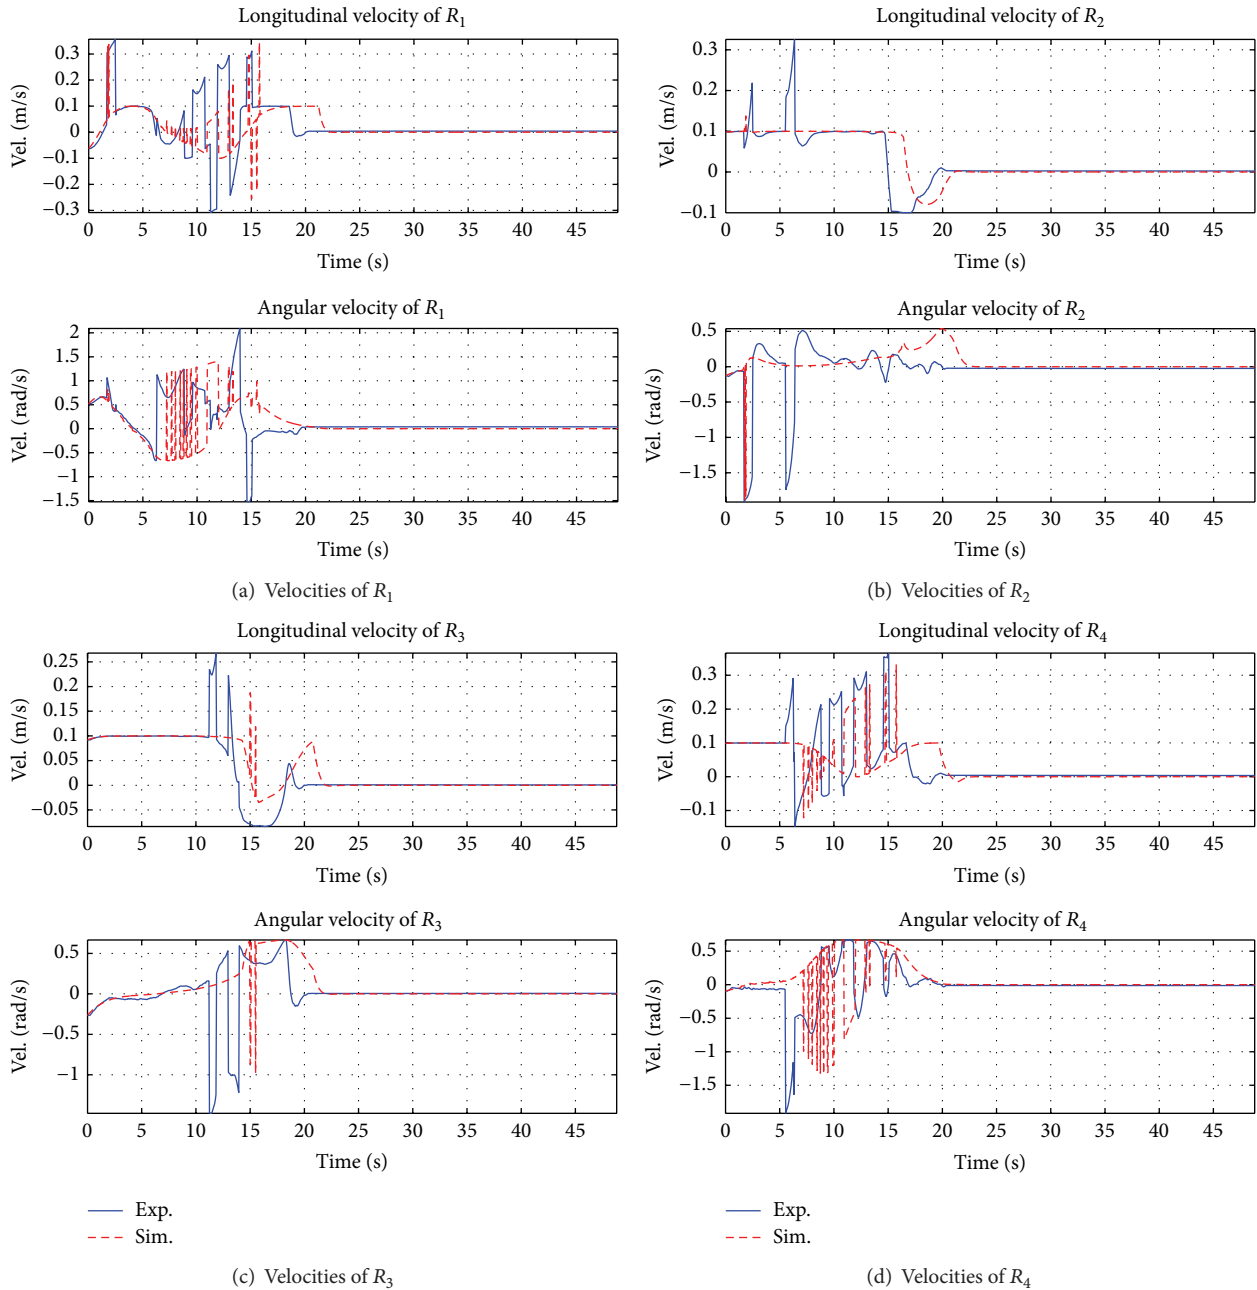 Longitudinal velocity of R1
Vel. (m/s)
0.3
0.2
0.1
0
−0.1
−0.2
−0.3
0 5 10 15 20 25 30 35 40 45
Time (s)
Angular velocity of R1
Vel. (rad/s)
2
1.5
1
0.5
0
−0.5
−1
−1.5
0 5 10 15 20 25 30 35 40 45
Time (s)
(a) Velocities of R1
Longitudinal velocity of R2
Vel. (m/s)
0.3
0.2
0.1
0
−0.1
0 5 10 15 20 25 30 35 40 45
Time (s)
Angular velocity of R2
Vel. (rad/s)
0.5
0
−0.5
−1
−1.5
0 5 10 15 20 25 30 35 40 45
Time (s)
(b) Velocities of R2
Longitudinal velocity of R3
Vel. (m/s)
0.25
0.2
0.15
0.1
0.05
0
−0.05
0 5 10 15 20 25 30 35 40 45
Time (s)
Angular velocity of R3
Vel. (rad/s)
0.5
0
−0.5
−1
0 5 10 15 20 25 30 35 40 45
Time (s)
Exp.
Sim.
(c) Velocities of R3
Longitudinal velocity of R4
Vel. (m/s)
0.3
0.2
0.1
0
−0.1
0 5 10 15 20 25 30 35 40 45
Time (s)
Angular velocity of R4
Vel. (rad/s)
0.5
0
−0.5
−1
−1.5
0 5 10 15 20 25 30 35 40 45
Time (s)
Exp.
Sim.
(d) Velocities of R4